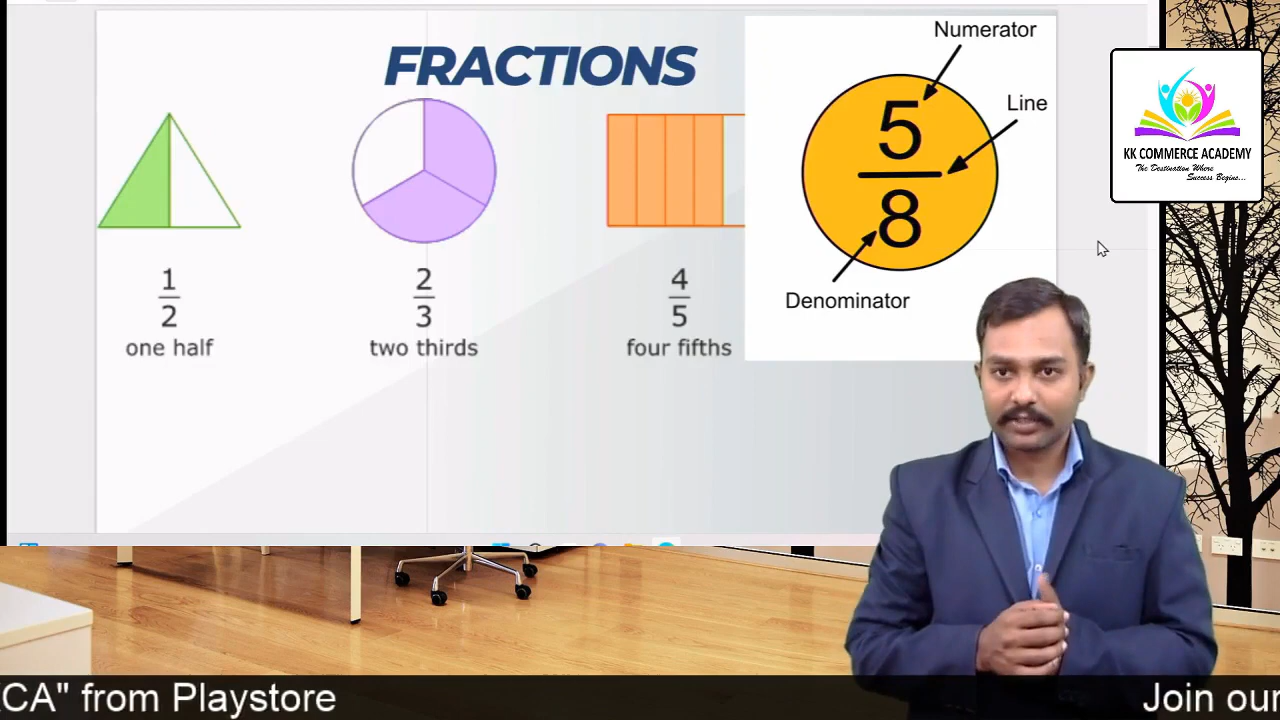 FRACTIONS
Numerator
Line
5
8
Denominator
1
2
one half
2
3
two thirds
4
5
four fifths
KK COMMERCE ACADEMY
The Destination Where
Success Begins...
CA" from Playstore
Join our